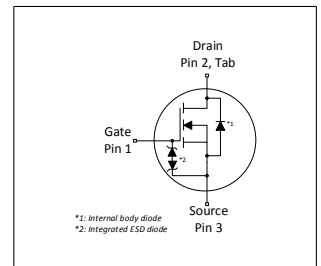 Drain
Pin 2, Tab
*1
Gate
Pin 1
*2
*1: Internal body diode
*2: Integrated ESD diode
Source
Pin 3